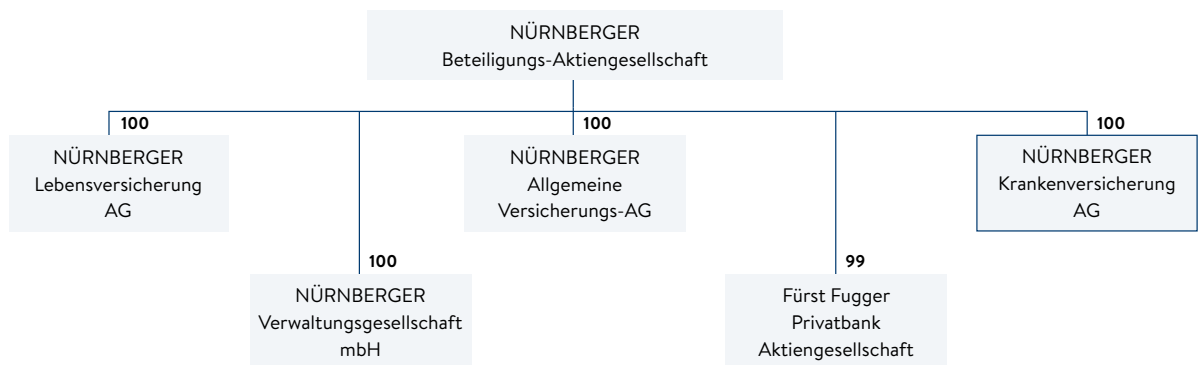 NÜRNBERGER
Beteiligungs-Aktiengesellschaft
100
NÜRNBERGER
Lebensversicherung
AG
100
NÜRNBERGER
Allgemeine
Versicherungs-AG
100
NÜRNBERGER
Krankenversicherung
AG
100
NÜRNBERGER
Verwaltungsgesellschaft
mbH
99
Fürst Fugger
Privatbank
Aktiengesellschaft